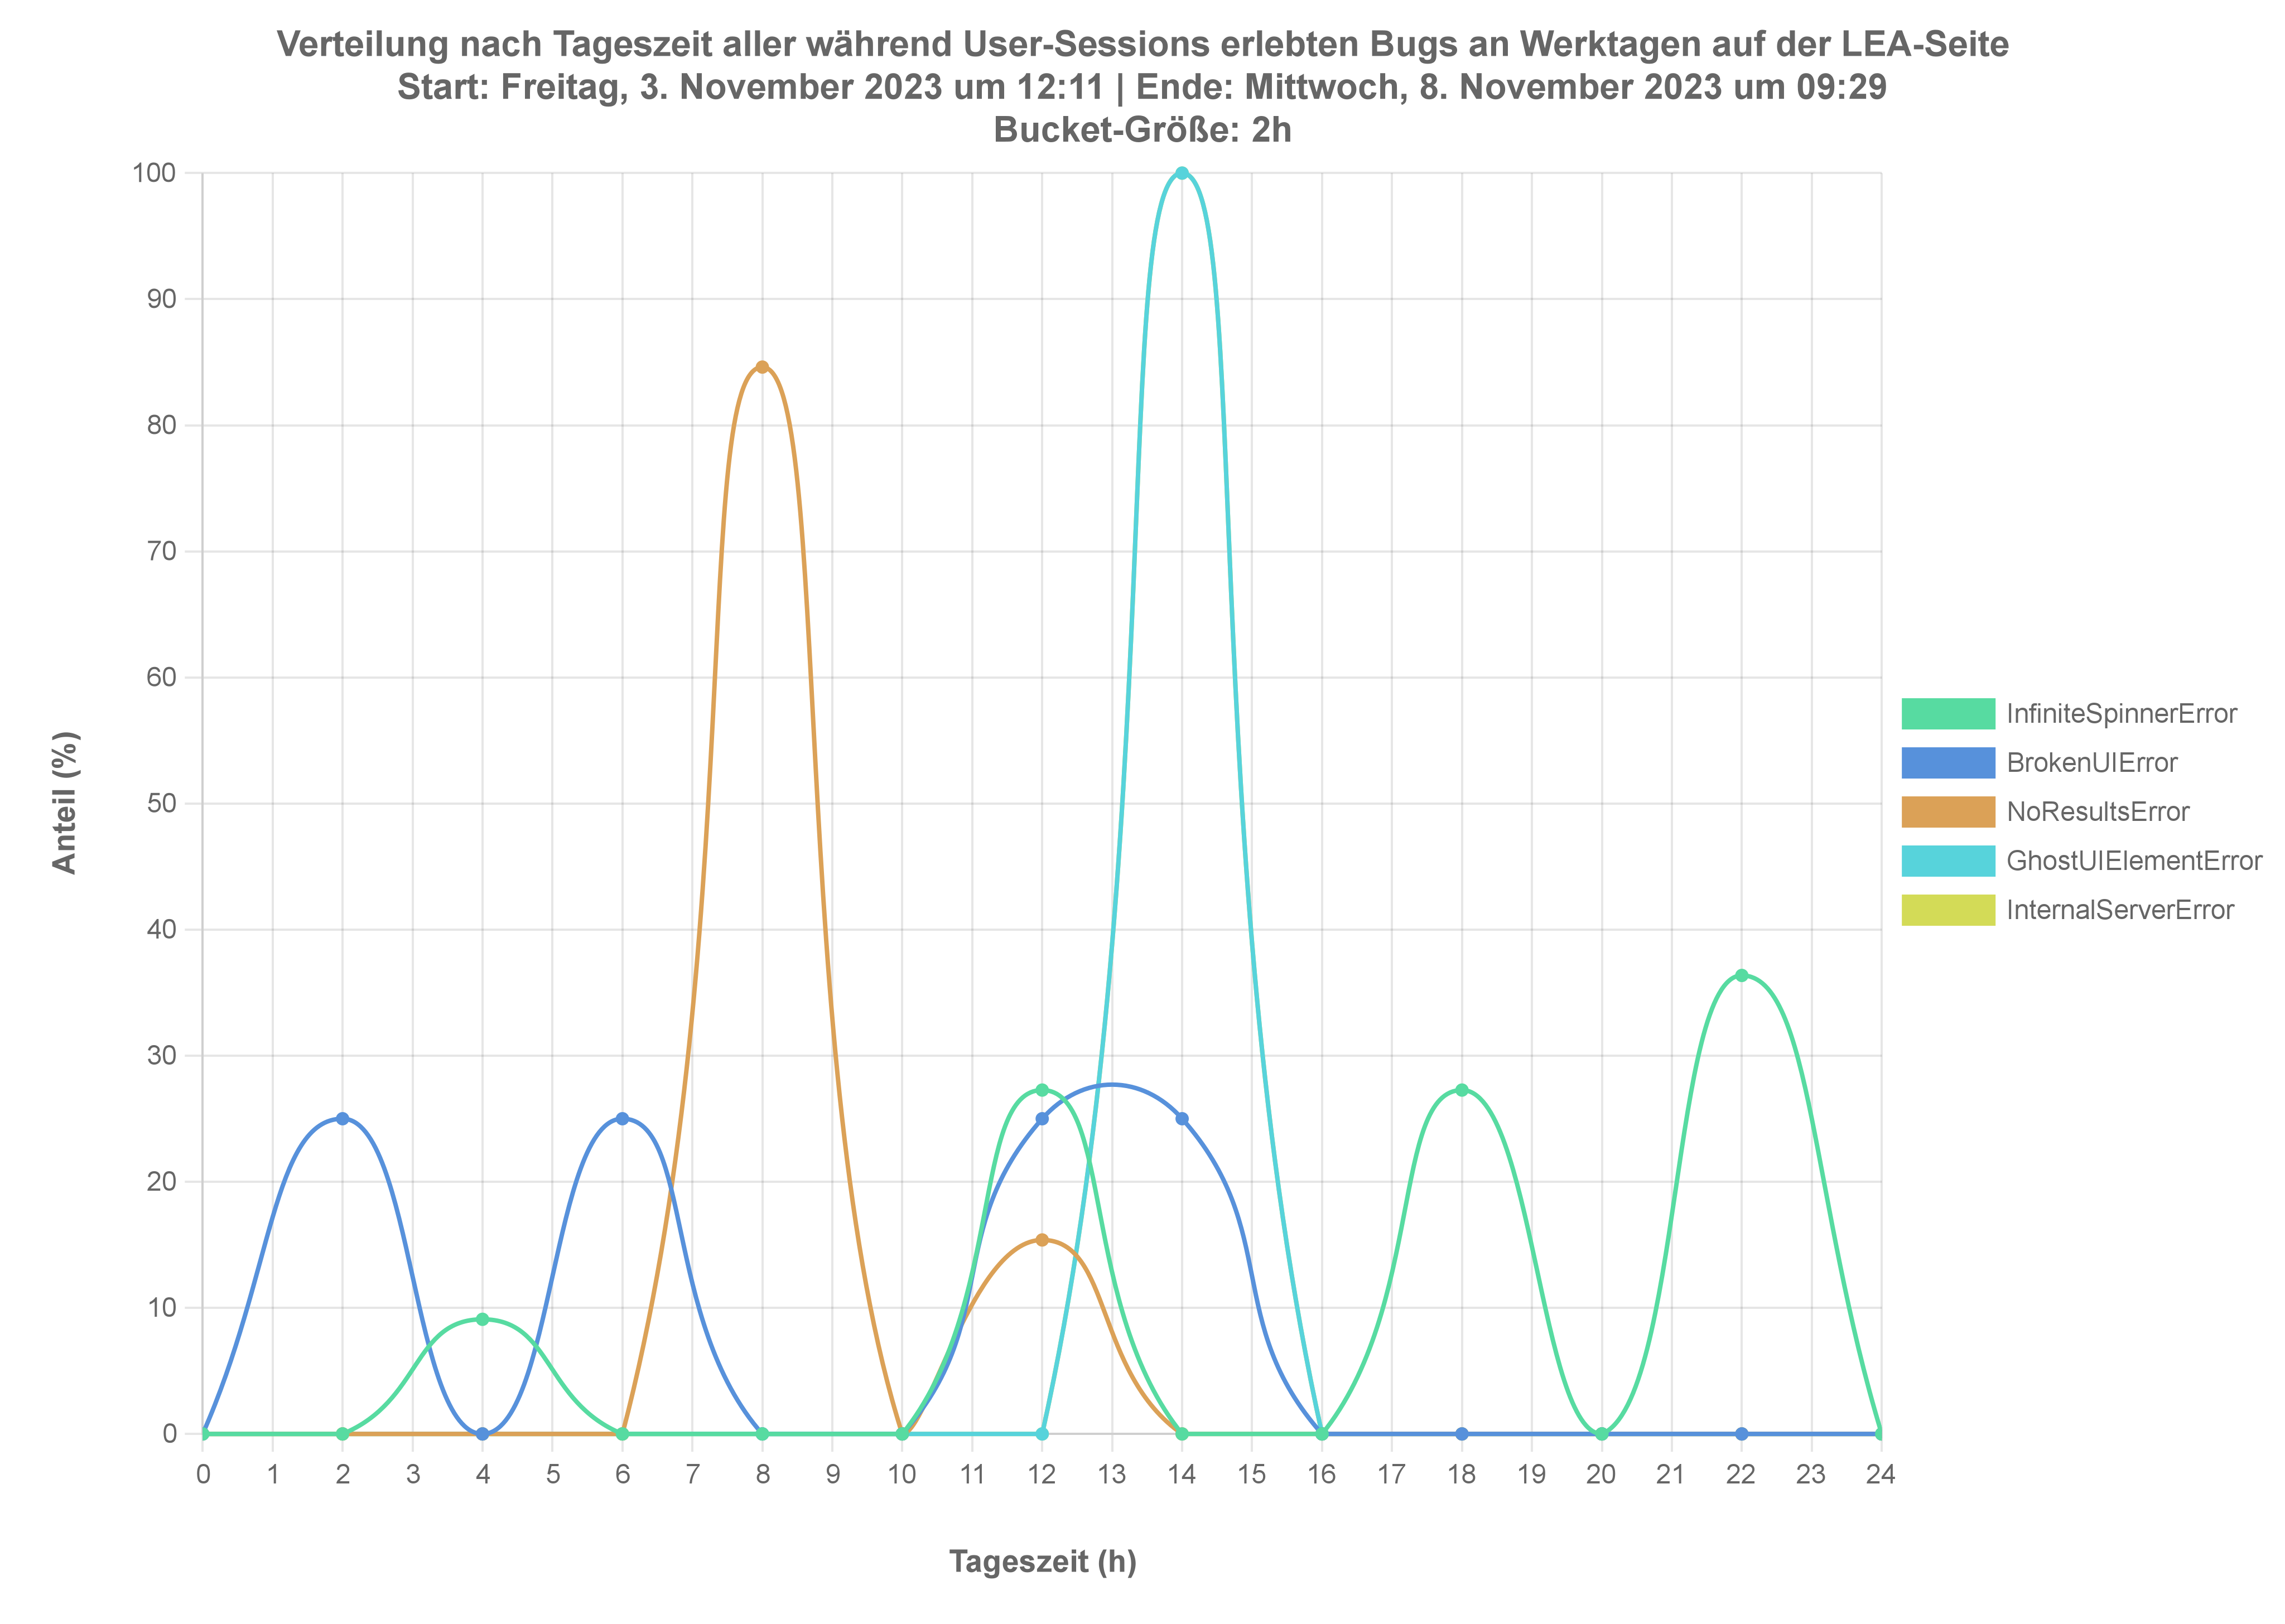 Verteilung nach Tageszeit aller während User-Sessions erlebten Bugs an Werktagen auf der LEA-Seite
Start: Freitag, 3. November 2023 um 12:11 | Ende: Mittwoch, 8. November 2023 um 09:29
Bucket-Größe: 2h
100
90
80
70
60
50
40
30
20
10
0
Anteil (%)
0 1 2 3 4 5 6 7 8 9 10 11 12 13 14 15 16 17 18 19 20 21 22 23 24
Tageszeit (h)
InfiniteSpinnerError
BrokenUIError
NoResultsError
GhostUIElementError
InternalServerError